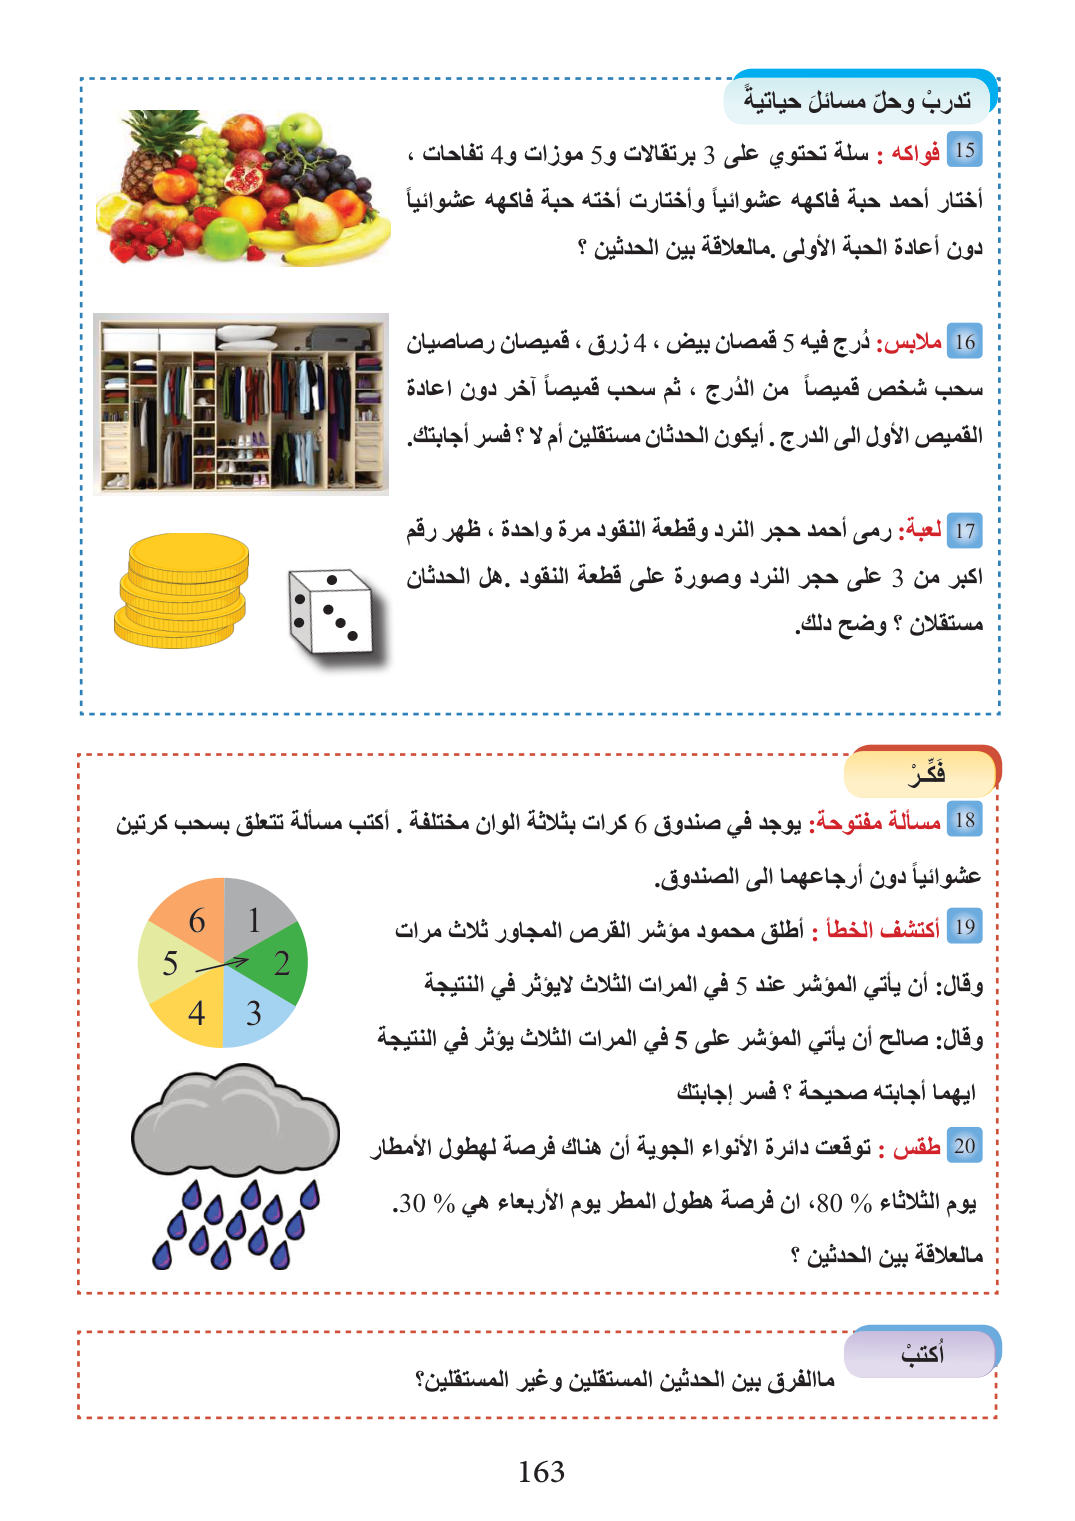 تدربْ وحلّ مسائلَ حياتيةً
15 فواكه : سلة تحتوي على 3 برتقالات و5 موزات و4 تفاحات ،
أختار أحمد حبة فاكهه عشوائياً وأختارت أخته حبة فاكهه عشوائياً
دون أعادة الحبة الأولى .مالعلاقة بين الحدثين ؟
16 ملابس: دُرج فيه 5 قمصان بيض ، 4 زرق ، قميصان رصاصيان
سحب شخص قميصاً من الدُرج ، ثم سحب قميصاً آخر دون اعادة
القميص الأول الى الدرج . أيكون الحدثان مستقلين أم لا ؟ فسر أجابتك.
17 لعبة: رمى أحمد حجر النرد وقطعة النقود مرة واحدة ، ظهر رقم
اكبر من 3 على حجر النرد وصورة على قطعة النقود .هل الحدثان
مستقلان ؟ وضح دلك.
فَكِّرْ
18 مسألة مفتوحة: يوجد في صندوق 6 كرات بثلاثة الوان مختلفة . أكتب مسألة تتعلق بسحب كرتين
عشوائياً دون أرجاعهما الى الصندوق.
19 أكتشف الخطأ : أطلق محمود مؤشر القرص المجاور ثلاث مرات
وقال: أن يأتي المؤشر عند 5 في المرات الثلاث لايؤثر في النتيجة
وقال: صالح أن يأتي المؤشر على 5 في المرات الثلاث يؤثر في النتيجة
ايهما أجابته صحيحة ؟ فسر إجابتك
6 1
5 2
4 3
20 طقس : توقعت دائرة الأنواء الجوية أن هناك فرصة لهطول الأمطار
يوم الثلاثاء % 80، ان فرصة هطول المطر يوم الأربعاء هي % 30.
مالعلاقة بين الحدثين ؟
أكتبْ
ماالفرق بين الحدثين المستقلين وغير المستقلين؟
163